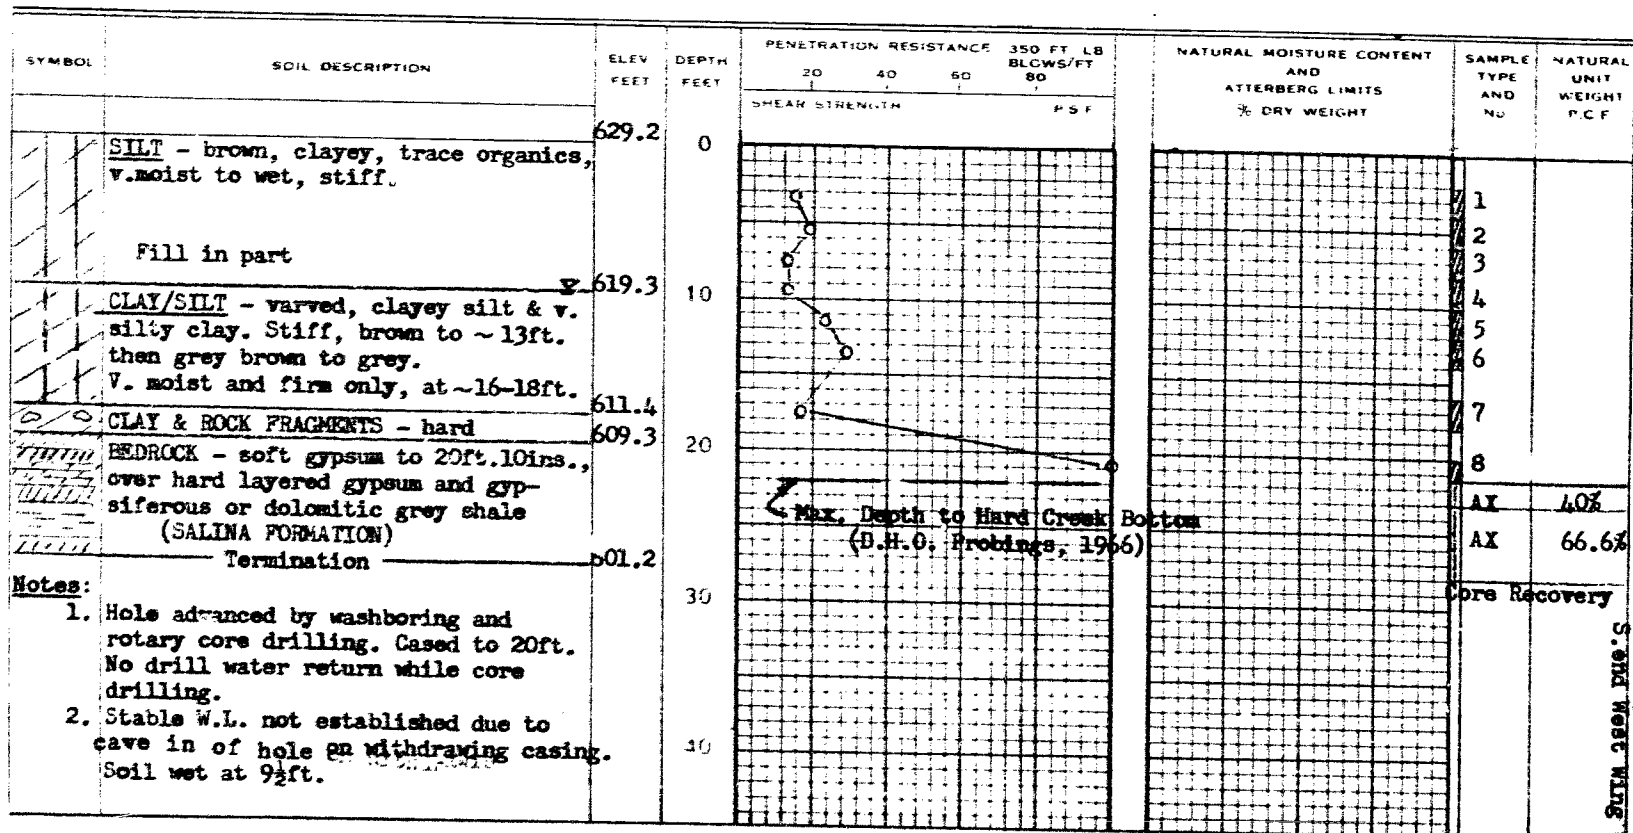 SYMBOL
SOIL DESCRIPTION
ELEV
FEET
DEPTH
FEET
PENETRATION RESISTANCE 350 FT LB
BLOWS/FT
20 40 60 80
SHEAR STRENGTH P S F
NATURAL MOISTURE CONTENT
AND
ATTERBERG LIMITS
% DRY WEIGHT
SAMPLE
TYPE
AND
NO
NATURAL
UNIT
WEIGHT
P.C F
629.2
0
SILT - brown, clayey, trace organics,
v.moist to wet, stiff.
Fill in part
1
2
3
619.3
10
CLAY/SILT - varved, clayey silt & v.
silty clay. Stiff, brown to ~ 13ft.
then grey brown to grey.
V. moist and firm only, at ~16-18ft.
4
5
6
611.4
7
CLAY & ROCK FRAGMENTS - hard
609.3
20
BEDROCK - soft gypsum to 20ft.10ins.,
over hard layered gypsum and gyp-
siferous or dolomitic grey shale
(SALINA FORMATION)
8
AX 40%
Max. Depth to Hard Creek Bottom
(D.H.O. Probings, 1966)
AX 66.6%
Termination 601.2
Core Recovery
30
Notes:
1. Hole advanced by washboring and
rotary core drilling. Cased to 20ft.
No drill water return while core
drilling.
2. Stable W.L. not established due to
cave in of hole on withdrawing casing.
Soil wet at 9½ft.
40
S. end West Wing